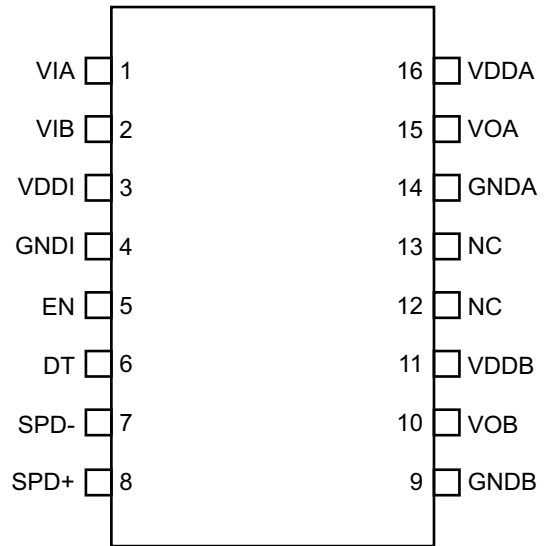 VIA 1 16 VDDA
VIB 2 15 VOA
VDDI 3 14 GNDA
GNDI 4 13 NC
EN 5 12 NC
DT 6 11 VDDB
SPD- 7 10 VOB
SPD+ 8 9 GNDB